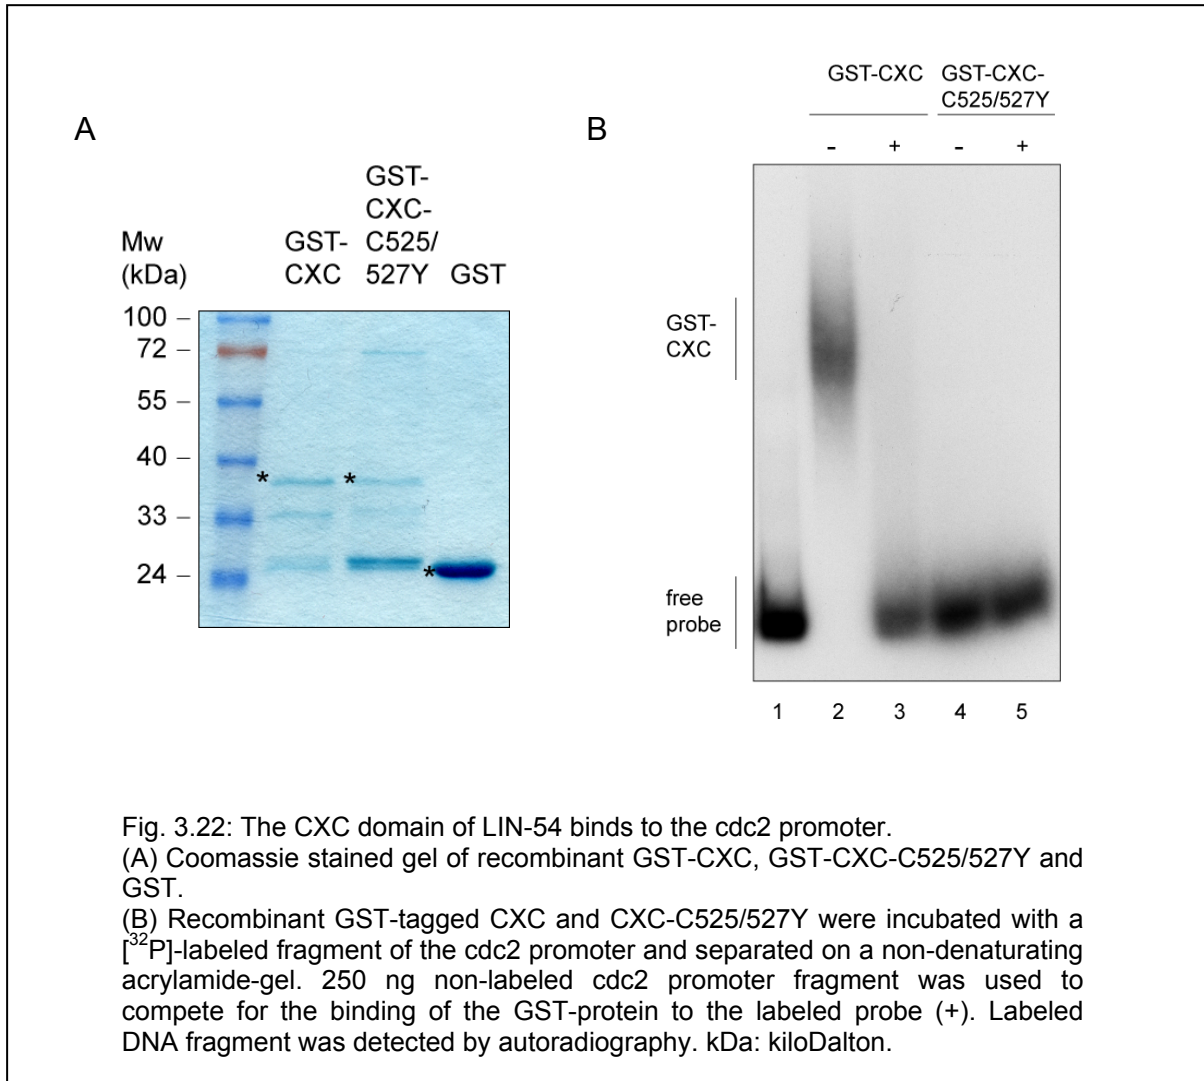 A
Mw
(kDa)
GST-
CXC
GST-
CXC-
C525/
527Y
GST
100 –
72 –
55 –
40 –
33 –
24 –
*
*
*
B
GST-CXC
GST-CXC-
C525/527Y
- + - +
GST-
CXC
free
probe
1 2 3 4 5
Fig. 3.22: The CXC domain of LIN-54 binds to the cdc2 promoter.
(A) Coomassie stained gel of recombinant GST-CXC, GST-CXC-C525/527Y and
GST.
(B) Recombinant GST-tagged CXC and CXC-C525/527Y were incubated with a
[³²P]-labeled fragment of the cdc2 promoter and separated on a non-denaturating
acrylamide-gel. 250 ng non-labeled cdc2 promoter fragment was used to
compete for the binding of the GST-protein to the labeled probe (+). Labeled
DNA fragment was detected by autoradiography. kDa: kiloDalton.